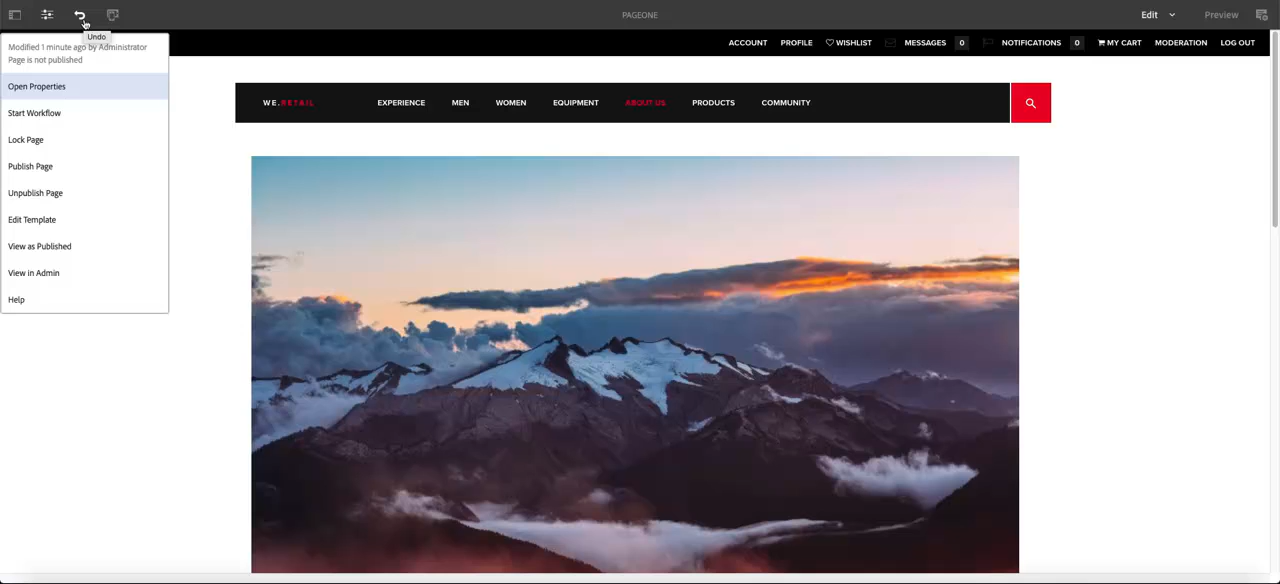 PAGEONE
Edit
Preview
Undo
Modified 1 minute ago by Administrator
Page is not published
Open Properties
Start Workflow
Lock Page
Publish Page
Unpublish Page
Edit Template
View as Published
View in Admin
Help
ACCOUNT PROFILE WISHLIST MESSAGES 0 NOTIFICATIONS 0 MY CART MODERATION LOG OUT
WE.RETAIL EXPERIENCE MEN WOMEN EQUIPMENT ABOUT US PRODUCTS COMMUNITY